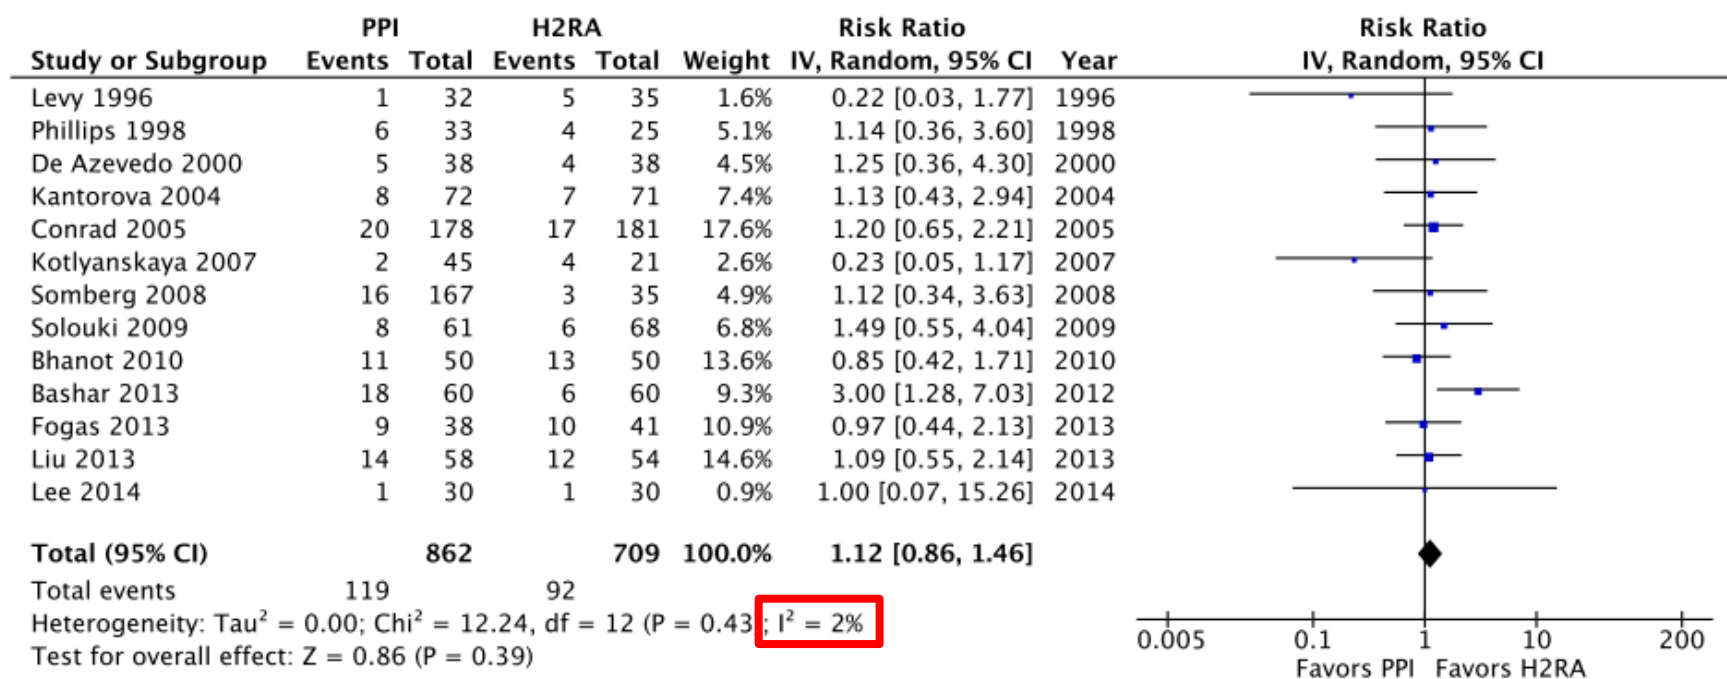 PPI H2RA Risk Ratio Risk Ratio
Study or Subgroup Events Total Events Total Weight IV, Random, 95% CI Year IV, Random, 95% CI
Levy 1996 1 32 5 35 1.6% 0.22 [0.03, 1.77] 1996
Phillips 1998 6 33 4 25 5.1% 1.14 [0.36, 3.60] 1998
De Azevedo 2000 5 38 4 38 4.5% 1.25 [0.36, 4.30] 2000
Kantorova 2004 8 72 7 71 7.4% 1.13 [0.43, 2.94] 2004
Conrad 2005 20 178 17 181 17.6% 1.20 [0.65, 2.21] 2005
Kotlyanskaya 2007 2 45 4 21 2.6% 0.23 [0.05, 1.17] 2007
Somberg 2008 16 167 3 35 4.9% 1.12 [0.34, 3.63] 2008
Solouki 2009 8 61 6 68 6.8% 1.49 [0.55, 4.04] 2009
Bhanot 2010 11 50 13 50 13.6% 0.85 [0.42, 1.71] 2010
Bashar 2013 18 60 6 60 9.3% 3.00 [1.28, 7.03] 2012
Fogas 2013 9 38 10 41 10.9% 0.97 [0.44, 2.13] 2013
Liu 2013 14 58 12 54 14.6% 1.09 [0.55, 2.14] 2013
Lee 2014 1 30 1 30 0.9% 1.00 [0.07, 15.26] 2014
Total (95% CI) 862 709 100.0% 1.12 [0.86, 1.46]
Total events 119 92
Heterogeneity: Tau² = 0.00; Chi² = 12.24, df = 12 (P = 0.43 ; I² = 2%
Test for overall effect: Z = 0.86 (P = 0.39)
0.005 0.1 1 10 200
Favors PPI Favors H2RA